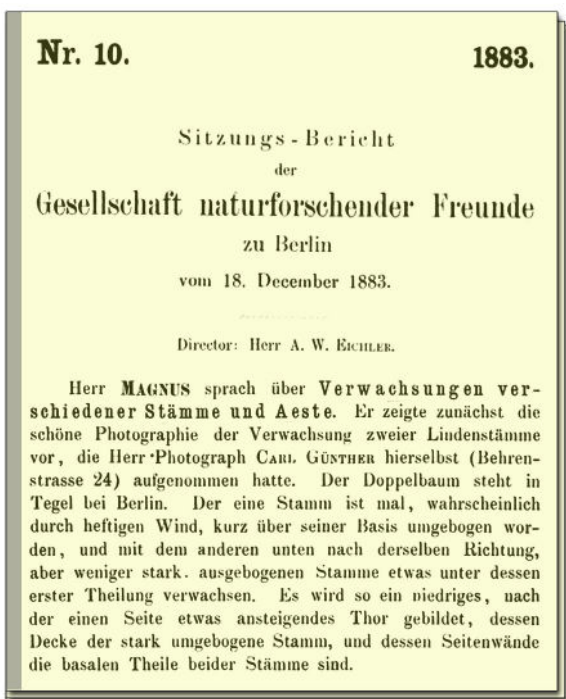 Nr. 10. 1883.
Sitzungs-Bericht
der
Gesellschaft naturforschender Freunde
zu Berlin
vom 18. December 1883.
Director: Herr A. W. Eichler.
Herr Magnus sprach über Verwachsungen ver-
schiedener Stämme und Aeste. Er zeigte zunächst die
schöne Photographie der Verwachsung zweier Lindenstämme
vor, die Herr Photograph Carl Günther hierselbst (Behren-
strasse 24) aufgenommen hatte. Der Doppelbaum steht in
Tegel bei Berlin. Der eine Stamm ist mal, wahrscheinlich
durch heftigen Wind, kurz über seiner Basis umgebogen wor-
den, und mit dem anderen unten nach derselben Richtung,
aber weniger stark. ausgebogenen Stamme etwas unter dessen
erster Theilung verwachsen. Es wird so ein niedriges, nach
der einen Seite etwas ansteigendes Thor gebildet, dessen
Decke der stark umgebogene Stamm, und dessen Seitenwände
die basalen Theile beider Stämme sind.